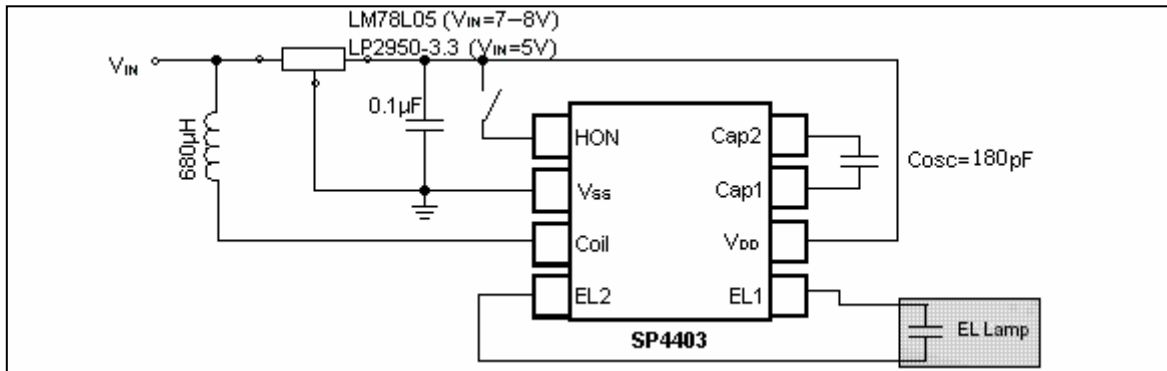 LM78L05 (VIN=7–8V)
LP2950-3.3 (VIN=5V)
VIN
0.1µF
680µH
HON
Cap2
Cosc=180pF
Vss
Cap1
Coil
VDD
EL2
EL1
SP4403
EL Lamp